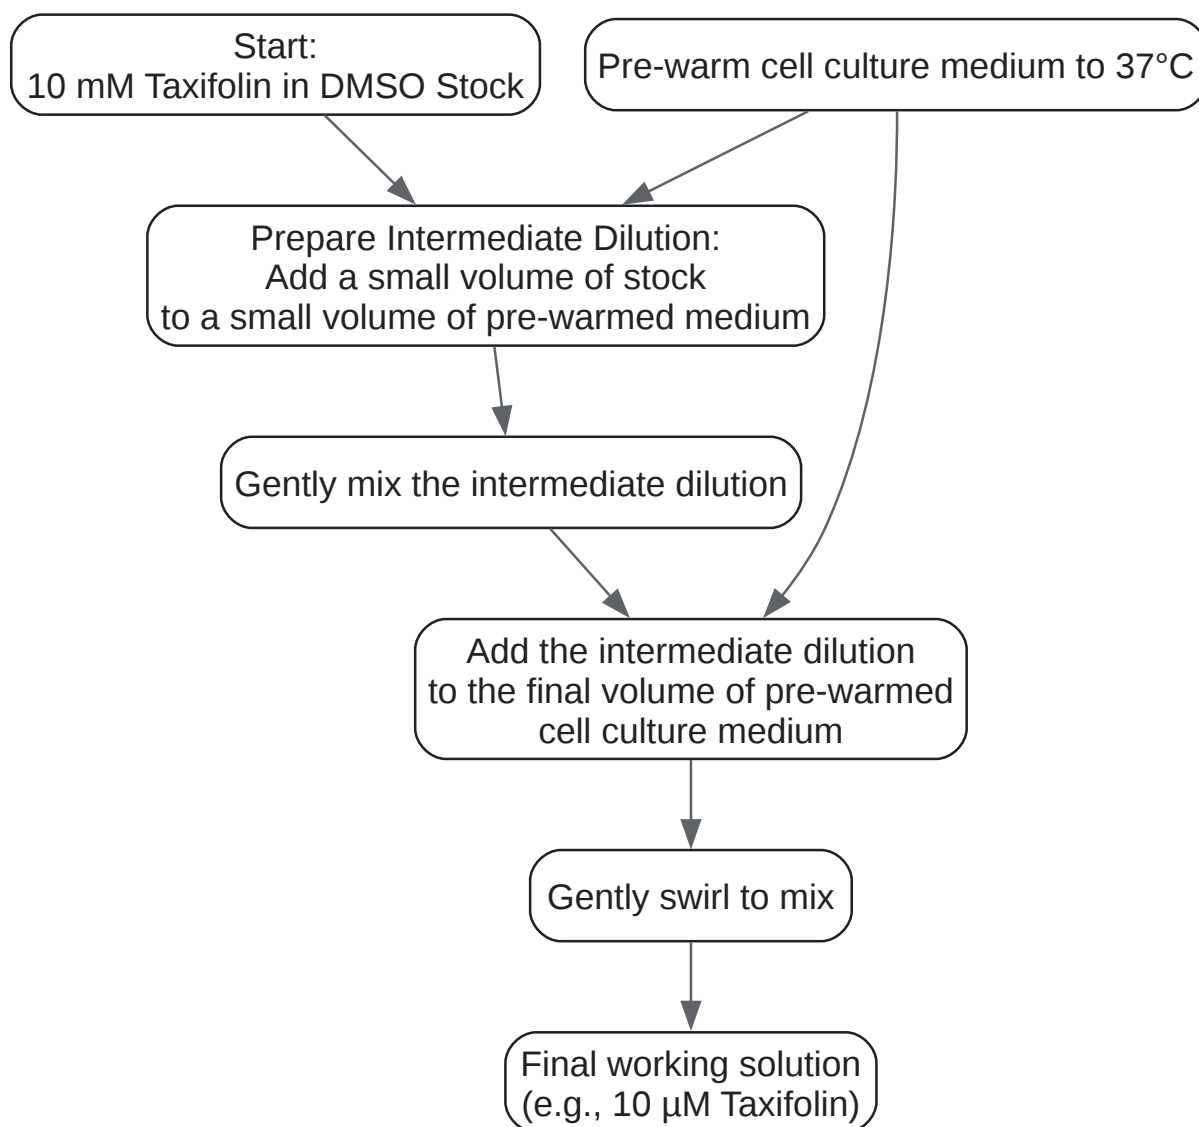 Start:
10 mM Taxifolin in DMSO Stock
Pre-warm cell culture medium to 37°C
Prepare Intermediate Dilution:
Add a small volume of stock
to a small volume of pre-warmed medium
Gently mix the intermediate dilution
Add the intermediate dilution
to the final volume of pre-warmed
cell culture medium
Gently swirl to mix
Final working solution
(e.g., 10 µM Taxifolin)